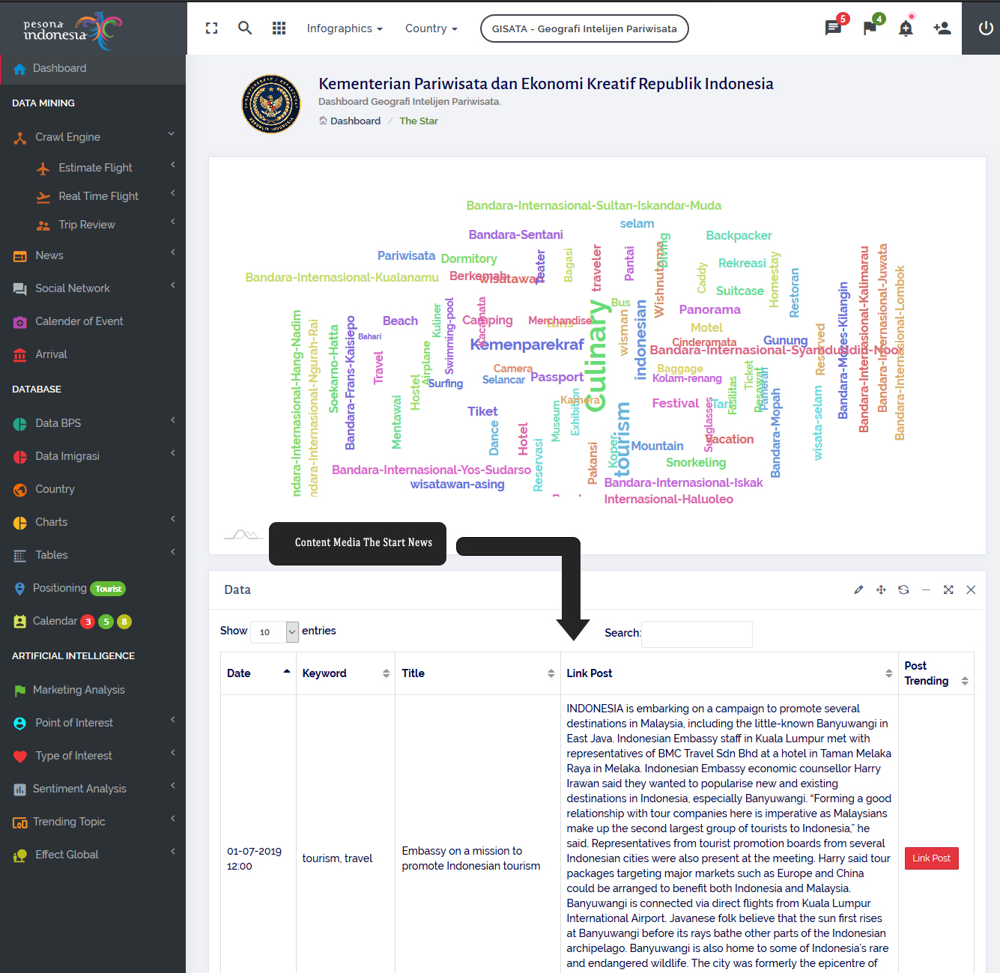 pesona
indonesia
Infographics
Country
GISATA - Geografi Intelijen Pariwisata
5
4
Dashboard
DATA MINING
Crawl Engine
Estimate Flight
Real Time Flight
Trip Review
News
Social Network
Calender of Event
Arrival
DATABASE
Data BPS
Data Imigrasi
Country
Charts
Tables
Positioning Tourist
Calendar 3 5 8
ARTIFICIAL INTELLIGENCE
Marketing Analysis
Point of Interest
Type of Interest
Sentiment Analysis
Trending Topic
Effect Global
Kementerian Pariwisata dan Ekonomi Kreatif Republik Indonesia
Dashboard Geografi Intelijen Pariwisata.
Dashboard / The Star
Bandara-Internasional-Sultan-Iskandar-Muda
selam
Bandara-Sentani
Backpacker
Pariwisata
Dormitory
Teater
Bagasi
traveler
Pantai
Wishnutama
Diving
Rekreasi
Homestay
Caddy
Bandara-Internasional-Kualanamu
Berkemah
wisatawan
Suitcase
Restoran
Bus
Panorama
Beach
Kuliner
Swimming-pool
Kacamata
Camping
Merchandise
turis
Culinary
wisman
indonesian
Motel
Cinderamata
Gunung
Reserved
Bandara-Mozes-Kilangin
Bandara-Internasional-Kalimarau
Bandara-Internasional-Juwata
Bandara-Internasional-Lombok
ndara-Internasional-Hang-Nadim
ndara-Internasional-Ngurah-Rai
Soekarno-Hatta
Bandara-Frans-Kaisiepo
Bahari
Travel
Kemenparekraf
Bandara-Internasional-Syamduddin-Noor
Airplane
Hostel
Camera
Baggage
Surfing
Selancar
Passport
Kolam-renang
Ticket
Pesawat
Pameran
Fasilitas
Kamera
Festival
Tari
Tiket
Mentawai
Museum
Exhibition
tourism
Sunglasses
Vacation
Bandara-Mopah
wisata-selam
Dance
Hotel
Reservasi
Pakansi
Koper
Mountain
Snorkeling
Bandara-Internasional-Yos-Sudarso
wisatawan-asing
Bandara-Internasional-Iskak
Internasional-Haluoleo
Content Media The Start News
Data
Show 10 entries
Search:
Date
Keyword
Title
Link Post
Post
Trending
01-07-2019
12:00
tourism, travel
Embassy on a mission to
promote Indonesian tourism
INDONESIA is embarking on a campaign to promote several
destinations in Malaysia, including the little-known Banyuwangi in
East Java. Indonesian Embassy staff in Kuala Lumpur met with
representatives of BMC Travel Sdn Bhd at a hotel in Taman Melaka
Raya in Melaka. Indonesian Embassy economic counsellor Harry
Irawan said they wanted to popularise new and existing
destinations in Indonesia, especially Banyuwangi. “Forming a good
relationship with tour companies here is imperative as Malaysians
make up the second largest group of tourists to Indonesia,” he
said. Representatives from tourist promotion boards from several
Indonesian cities were also present at the meeting. Harry said tour
packages targeting major markets such as Europe and China
could be arranged to benefit both Indonesia and Malaysia.
Banyuwangi is connected via direct flights from Kuala Lumpur
International Airport. Javanese folk believe that the sun first rises
at Banyuwangi before its rays bathe other parts of the Indonesian
archipelago. Banyuwangi is also home to some of Indonesia's rare
and endangered wildlife. The city was formerly the epicentre of
Link Post